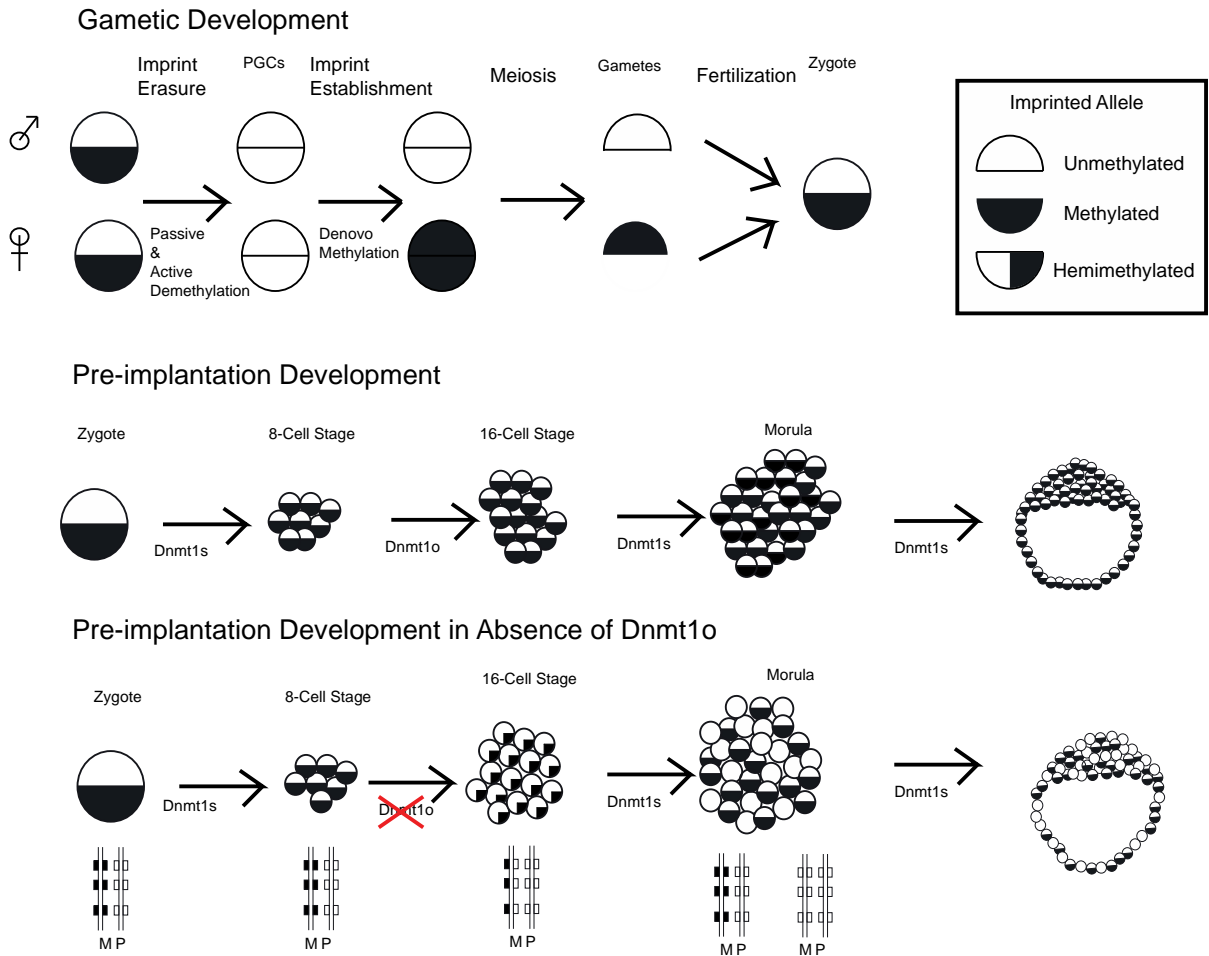 Gametic Development
Imprint
Erasure
PGCs
Imprint
Establishment
Meiosis
Gametes
Fertilization
Zygote
♂
♀
Passive
&
Active
Demethylation
Denovo
Methylation
Imprinted Allele
Unmethylated
Methylated
Hemimethylated
Pre-implantation Development
Zygote
8-Cell Stage
16-Cell Stage
Morula
Dnmt1s
Dnmt1o
Dnmt1s
Dnmt1s
Pre-implantation Development in Absence of Dnmt1o
Zygote
8-Cell Stage
16-Cell Stage
Morula
Dnmt1s
Dnmt1o
Dnmt1s
Dnmt1s
M P
M P
M P
M P
M P